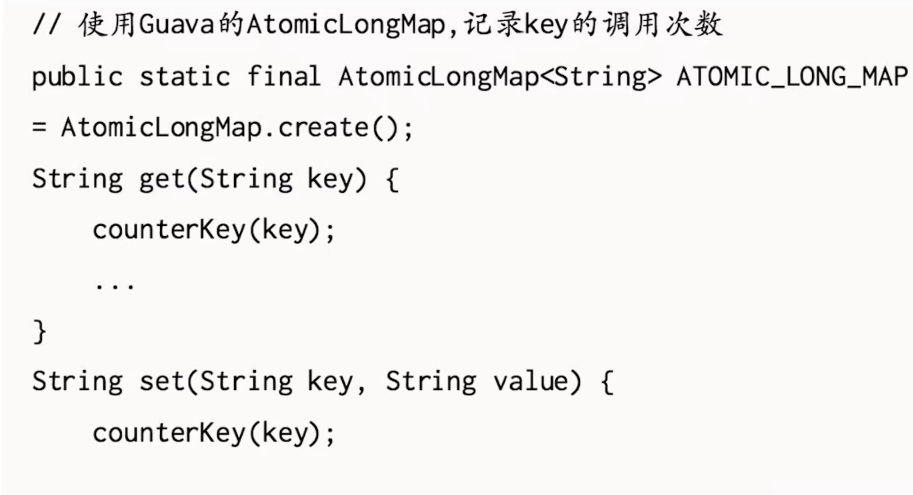 // 使用Guava的AtomicLongMap,记录key的调用次数
public static final AtomicLongMap<String> ATOMIC_LONG_MAP
= AtomicLongMap.create();
String get(String key) {
    counterKey(key);
    ...
}
String set(String key, String value) {
    counterKey(key);